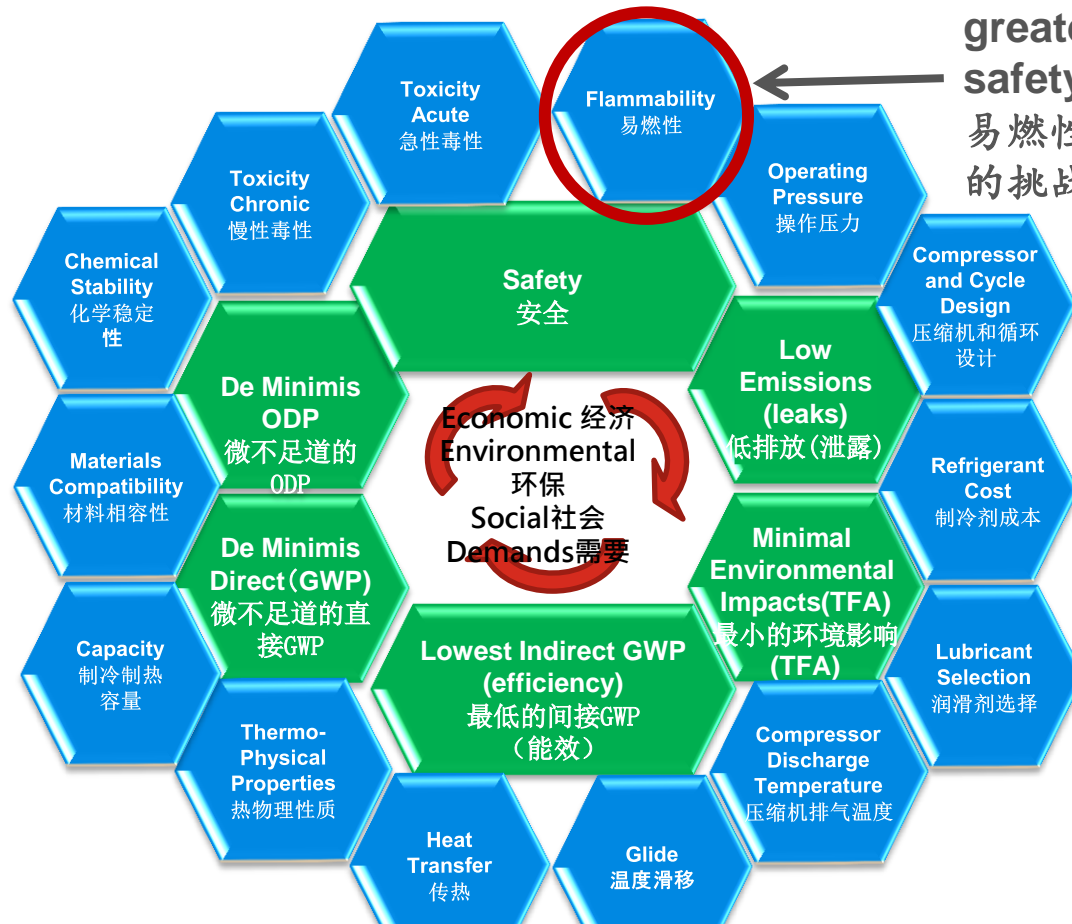 greate
safety
易燃性
的挑战
Toxicity
Acute
急性毒性
Flammability
易燃性
Toxicity
Chronic
慢性毒性
Operating
Pressure
操作压力
Chemical
Stability
化学稳定
性
Safety
安全
Compressor
and Cycle
Design
压缩机和循环
设计
De Minimis
ODP
微不足道的
ODP
Low
Emissions
(leaks)
低排放(泄露)
Economic 经济
Environmental
环保
Social社会
Demands需要
Materials
Compatibility
材料相容性
Refrigerant
Cost
制冷剂成本
De Minimis
Direct(GWP)
微不足道的直
接GWP
Minimal
Environmental
Impacts(TFA)
最小的环境影响
(TFA)
Capacity
制冷制热
容量
Lowest Indirect GWP
(efficiency)
最低的间接GWP
(能效)
Lubricant
Selection
润滑剂选择
Thermo-
Physical
Properties
热物理性质
Compressor
Discharge
Temperature
压缩机排气温度
Heat
Transfer
传热
Glide
温度滑移